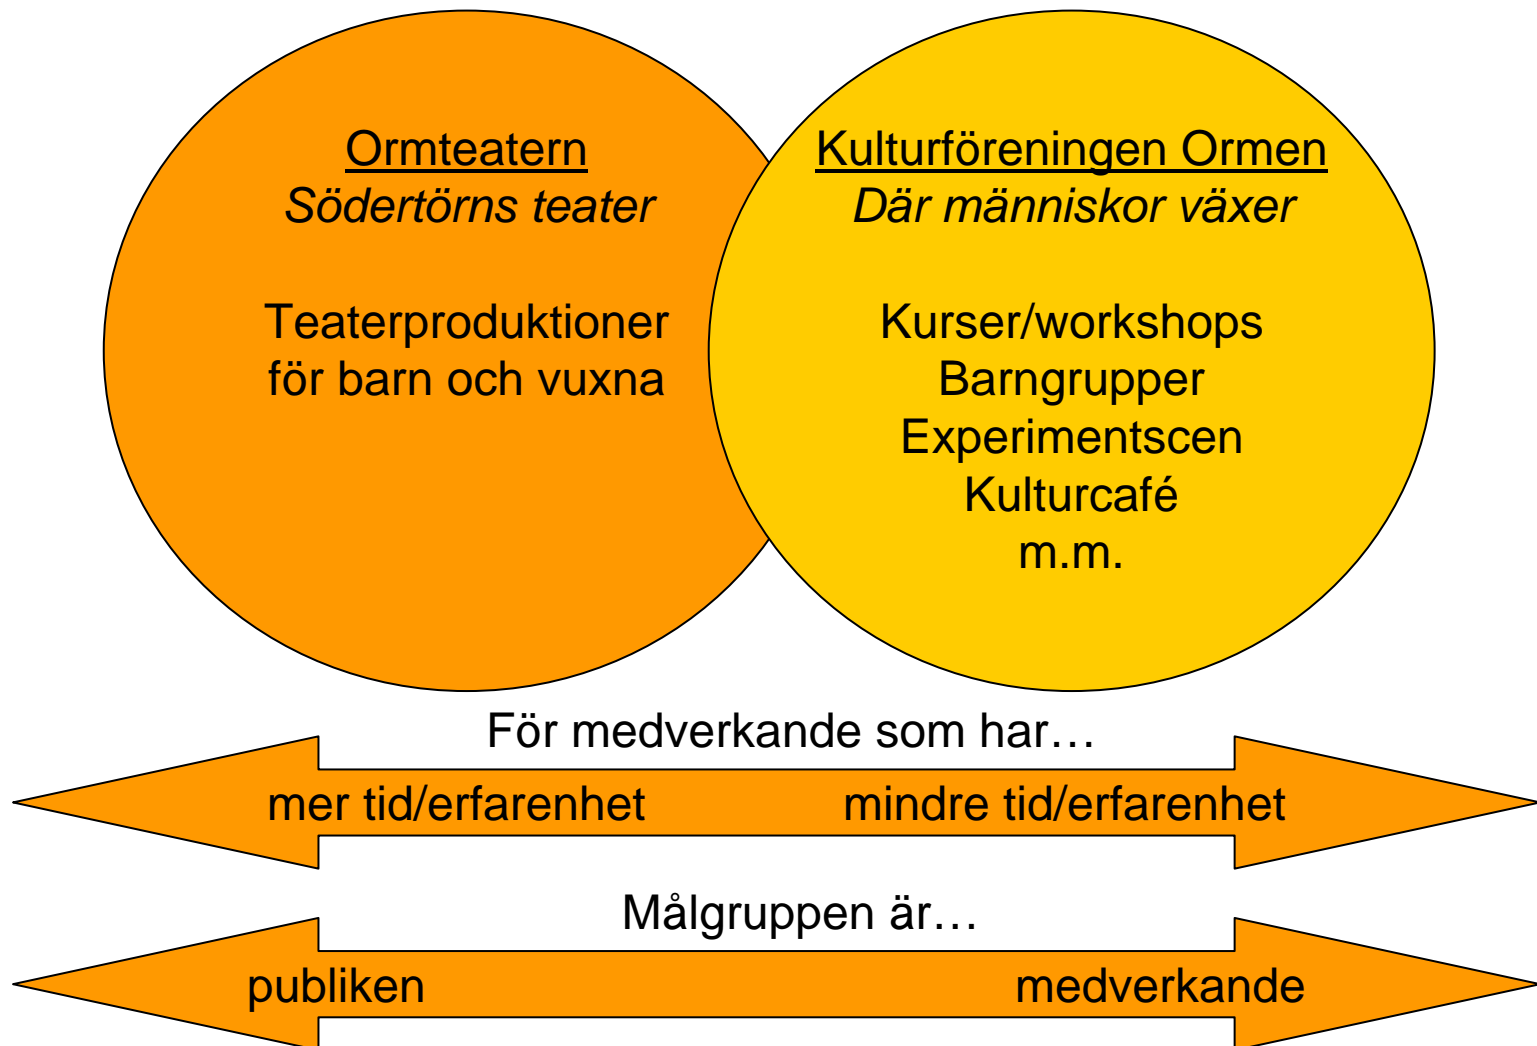 Ormteatern
Södertörns teater
Teaterproduktioner
för barn och vuxna
Kulturföreningen Ormen
Där människor växer
Kurser/workshops
Barngrupper
Experimentscen
Kulturcafé
m.m.
För medverkande som har…
mer tid/erfarenhet
mindre tid/erfarenhet
Målgruppen är…
publiken
medverkande